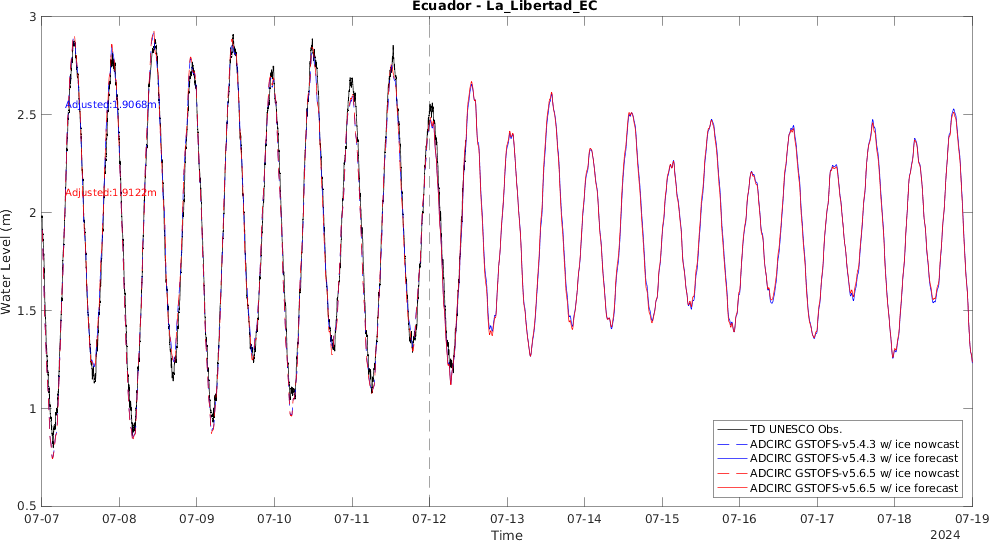 Ecuador - La_Libertad_EC
3
2.5
2
1.5
1
0.5
Water Level (m)
Adjusted:1.9068m
Adjusted:1.9122m
TD UNESCO Obs.
ADCIRC GSTOFS-v5.4.3 w/ ice nowcast
ADCIRC GSTOFS-v5.4.3 w/ ice forecast
ADCIRC GSTOFS-v5.6.5 w/ ice nowcast
ADCIRC GSTOFS-v5.6.5 w/ ice forecast
07-07 07-08 07-09 07-10 07-11 07-12 07-13 07-14 07-15 07-16 07-17 07-18 07-19
Time
2024